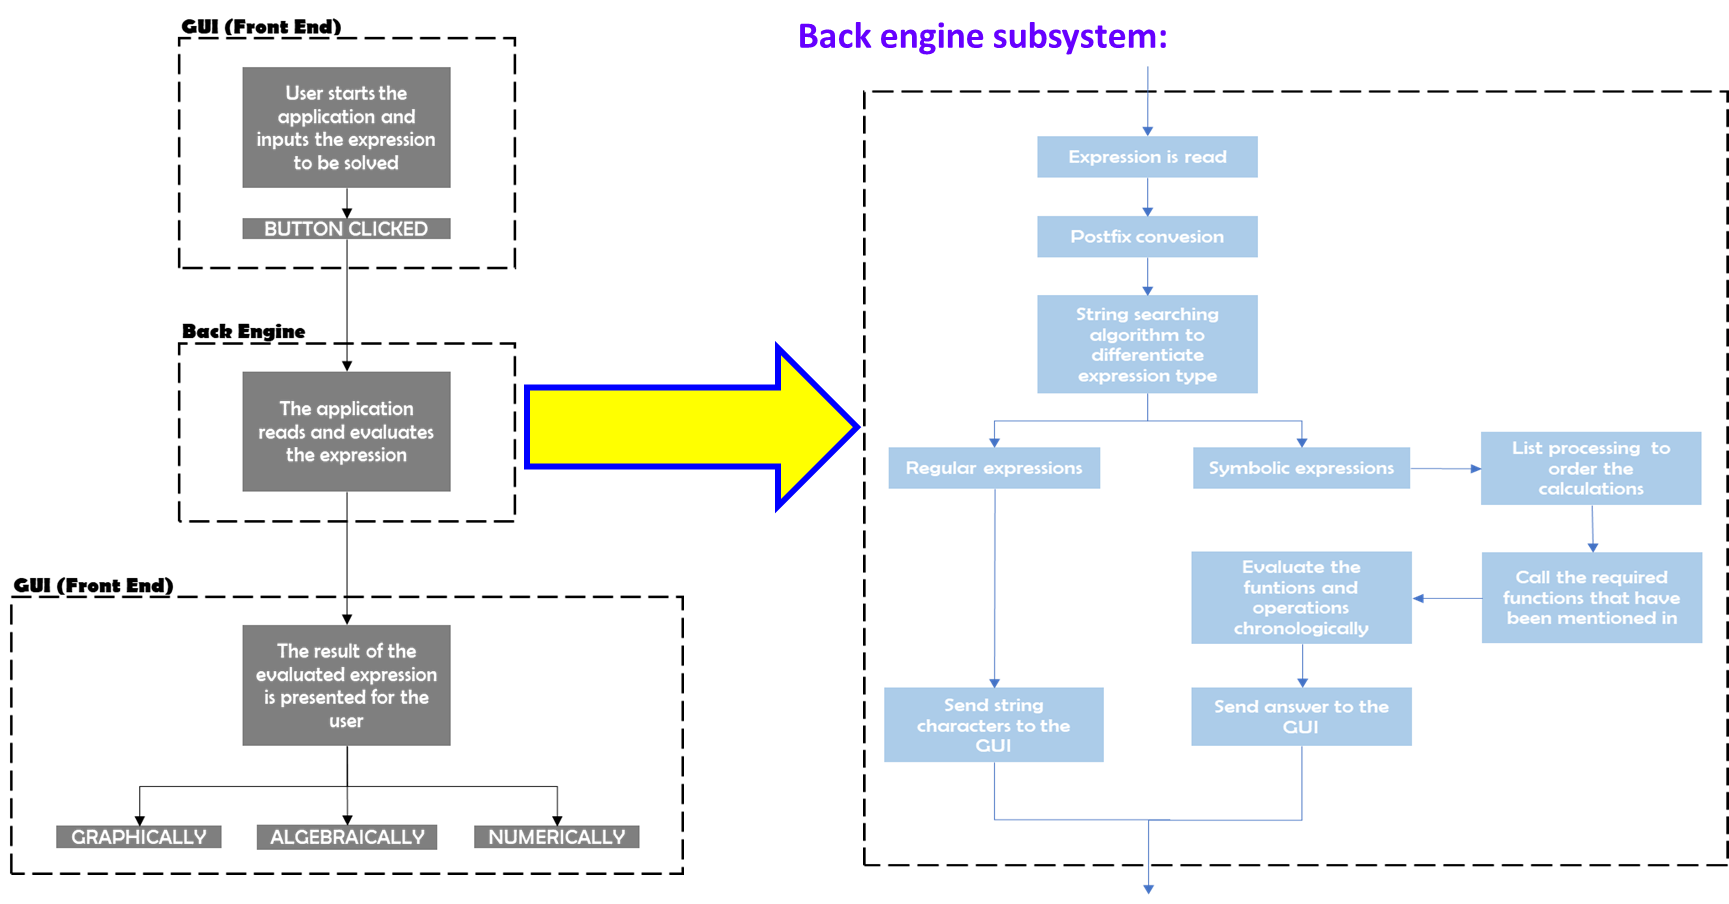 GUI (Front End)
User starts the
application and
inputs the expression
to be solved
BUTTON CLICKED
Back Engine
The application
reads and evaluates
the expression
GUI (Front End)
The result of the
evaluated expression
is presented for the
user
GRAPHICALLY
ALGEBRAICALLY
NUMERICALLY
Back engine subsystem:
Expression is read
Postfix convesion
String searching
algorithm to
differentiate
expression type
Regular expressions
Symbolic expressions
List processing to
order the
calculations
Call the required
functions that have
been mentioned in
Evaluate the
funtions and
operations
chronologically
Send string
characters to the
GUI
Send answer to the
GUI